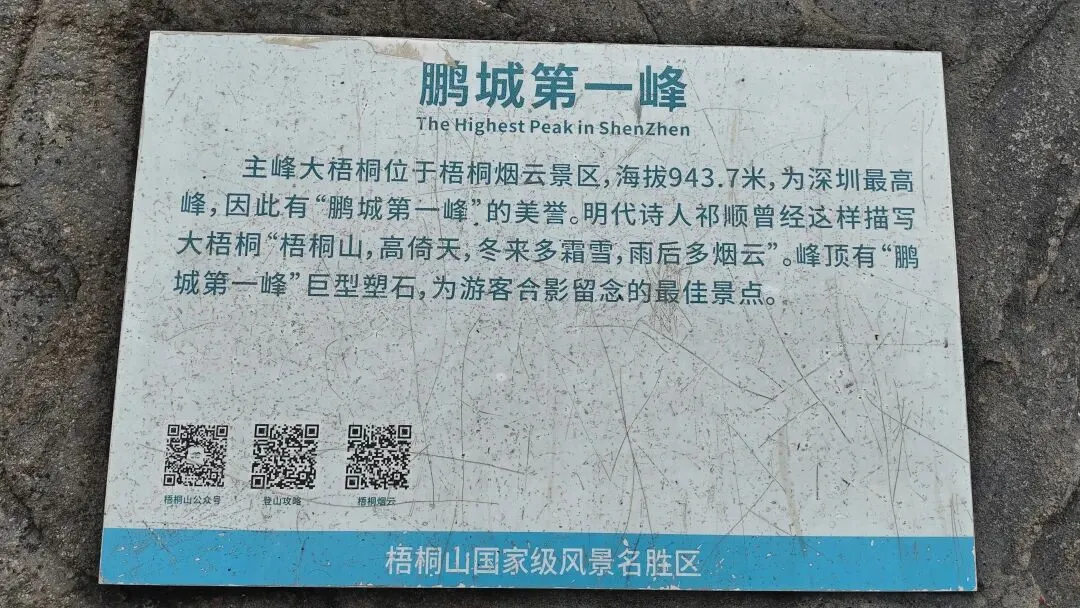 鹏城第一峰
The Highest Peak in ShenZhen
主峰大梧桐位于梧桐烟云景区,海拔943.7米,为深圳最高
峰,因此有“鹏城第一峰”的美誉。明代诗人祁顺曾经这样描写
大梧桐“梧桐山,高倚天,冬来多霜雪,雨后多烟云”。峰顶有“鹏
城第一峰”巨型塑石,为游客合影留念的最佳景点。
梧桐山公众号 登山攻略 梧桐烟云
梧桐山国家级风景名胜区